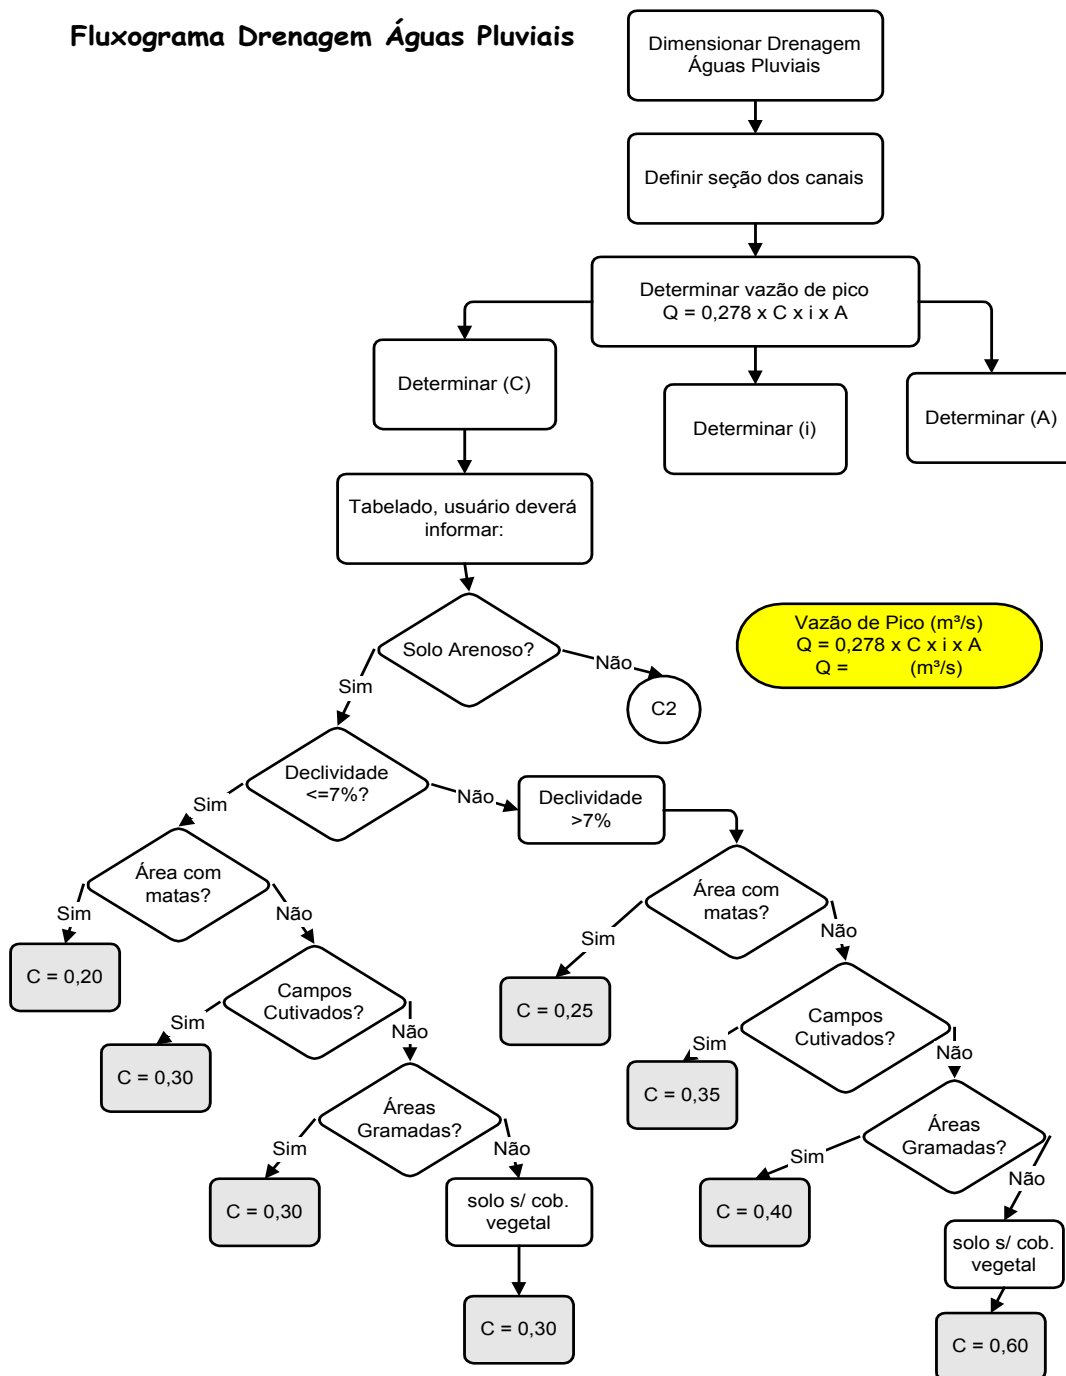 Fluxograma Drenagem Águas Pluviais
Dimensionar Drenagem
Águas Pluviais
Definir seção dos canais
Determinar vazão de pico
Q = 0,278 x C x i x A
Determinar (C)
Determinar (i)
Determinar (A)
Tabelado, usuário deverá
informar:
Solo Arenoso?
Não
Sim
C2
Vazão de Pico (m³/s)
Q = 0,278 x C x i x A
Q = (m³/s)
Declividade
<=7%?
Sim
Não
Declividade
>7%
Área com
matas?
Sim
Não
C = 0,20
Campos
Cutivados?
Sim
Não
C = 0,30
Áreas
Gramadas?
Sim
Não
C = 0,30
solo s/ cob.
vegetal
C = 0,30
Área com
matas?
Sim
Não
C = 0,25
Campos
Cutivados?
Sim
Não
C = 0,35
Áreas
Gramadas?
Sim
Não
C = 0,40
solo s/ cob.
vegetal
C = 0,60